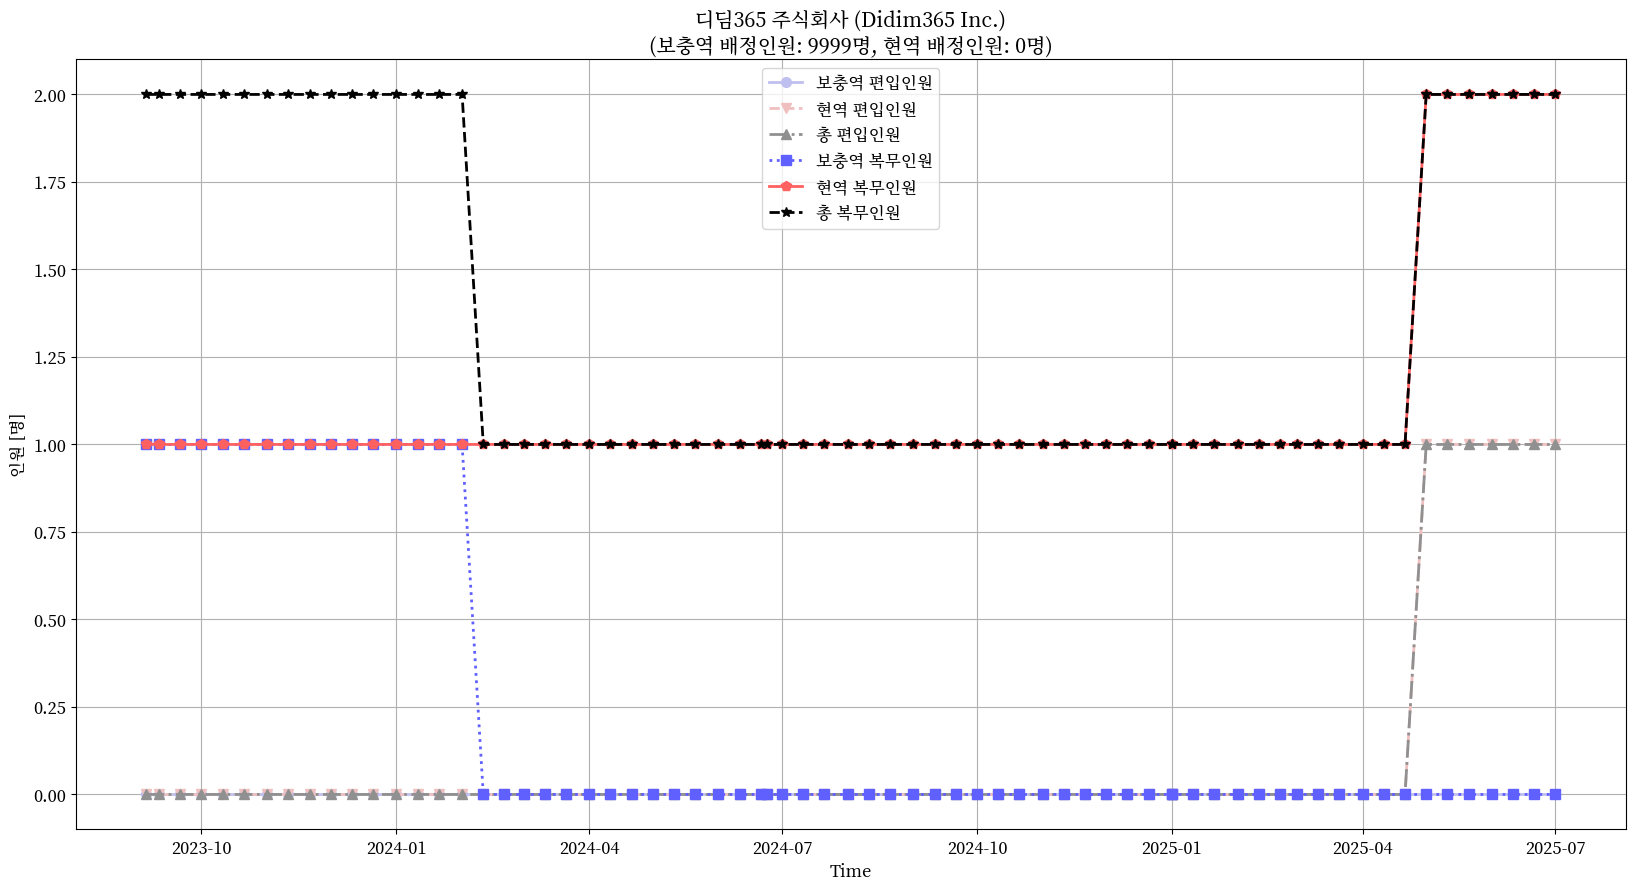 디딤365 주식회사 (Didim365 Inc.)
(보충역 배정인원: 9999명, 현역 배정인원: 0명)
보충역 편입인원
현역 편입인원
총 편입인원
보충역 복무인원
현역 복무인원
총 복무인원
인원 [명]
2.00
1.75
1.50
1.25
1.00
0.75
0.50
0.25
0.00
2023-10
2024-01
2024-04
2024-07
2024-10
2025-01
2025-04
2025-07
Time